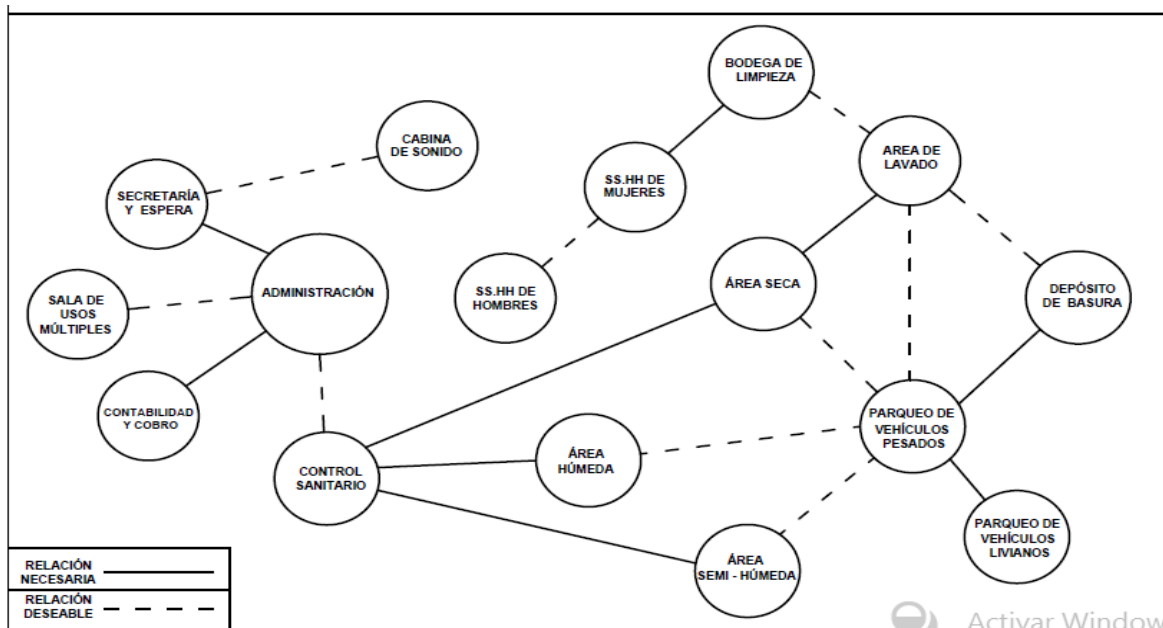 BODEGA DE
LIMPIEZA
CABINA
DE SONIDO
AREA DE
LAVADO
SS.HH DE
MUJERES
SECRETARÍA
Y ESPERA
ADMINISTRACIÓN
SS.HH DE
HOMBRES
ÁREA SECA
DEPÓSITO
DE BASURA
SALA DE
USOS
MÚLTIPLES
CONTABILIDAD
Y COBRO
PARQUEO DE
VEHÍCULOS
PESADOS
CONTROL
SANITARIO
ÁREA
HÚMEDA
PARQUEO DE
VEHÍCULOS
LIVIANOS
ÁREA
SEMI - HÚMEDA
RELACIÓN
NECESARIA
RELACIÓN
DESEABLE
Activar Window